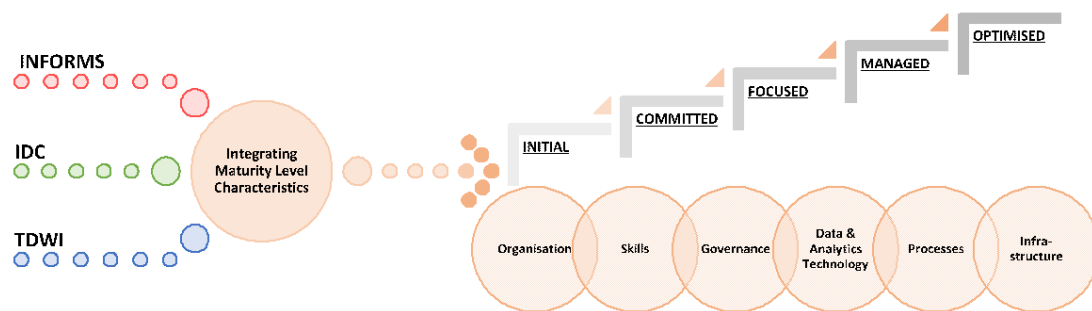 INFORMS
IDC
TDWI
Integrating
Maturity Level
Characteristics
INITIAL
COMMITTED
FOCUSED
MANAGED
OPTIMISED
Organisation
Skills
Governance
Data &
Analytics
Technology
Processes
Infra-
structure